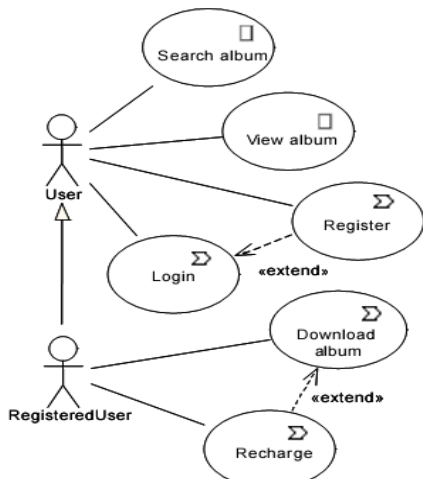 Search album
View album
User
Register
Login
«extend»
Download
album
«extend»
RegisteredUser
Recharge